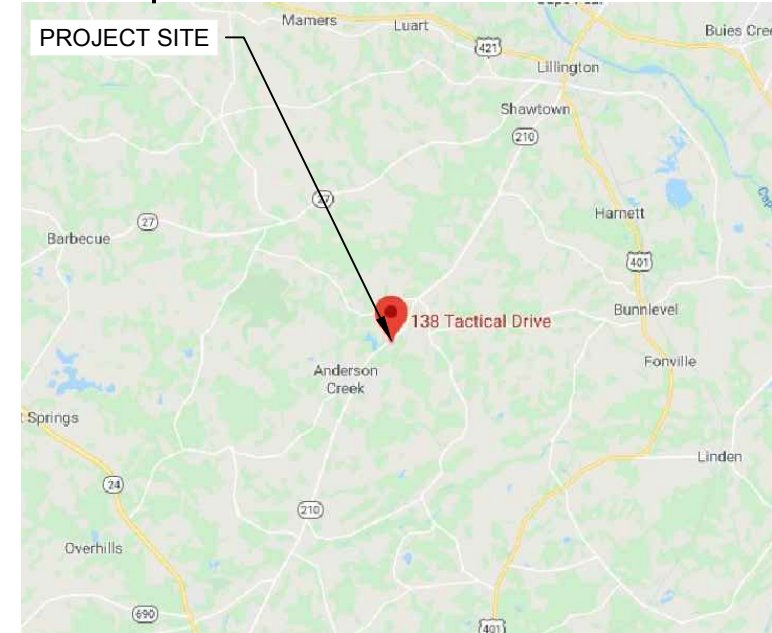 PROJECT SITE
Mamers
Luart
Buies Cree
421
Lillington
Shawtown
210
27
27
Harnett
Barbecue
401
138 Tactical Drive
Bunnlevel
Anderson
Creek
Fonville
t Springs
Linden
24
210
Overhills
690
401